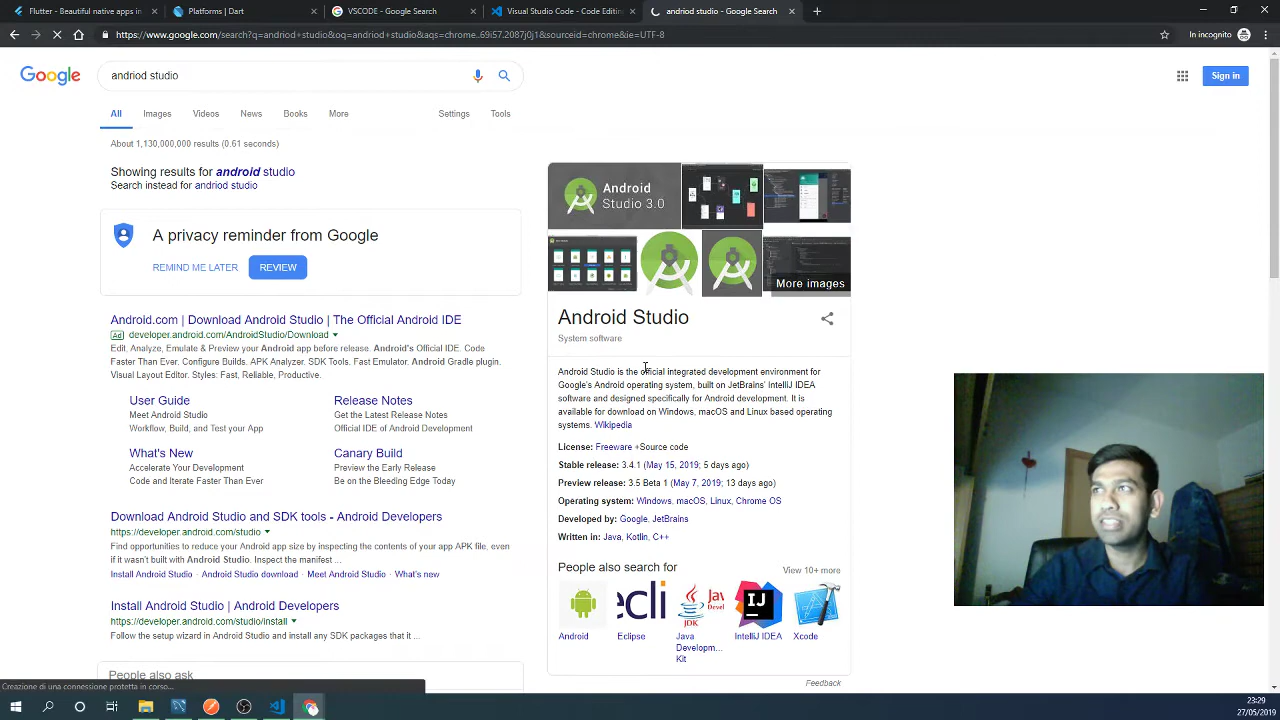 Flutter - Beautiful native apps in
Platforms | Dart
VSCODE - Google Search
Visual Studio Code - Code Editin
andriod studio - Google Search
https://www.google.com/search?q=andriod+studio&oq=andriod+studio&aqs=chrome..69i57.2087j0j1&sourceid=chrome&ie=UTF-8
In incognito
Google
andriod studio
Sign in
All
Images
Videos
News
Books
More
Settings
Tools
About 1,130,000,000 results (0.61 seconds)
Showing results for android studio
Search instead for andriod studio
A privacy reminder from Google
REMIND ME LATER
REVIEW
Android.com | Download Android Studio | The Official Android IDE
Ad developer.android.com/AndroidStudio/Download
Edit, Analyze, Emulate & Preview your Android app before release. Android's Official IDE. Code
Faster Than Ever. Configure Builds. APK Analyzer. SDK Tools. Fast Emulator. Android Gradle plugin.
Visual Layout Editor. Styles: Fast, Reliable, Productive.
User Guide
Meet Android Studio
Workflow, Build, and Test your App
Release Notes
Get the Latest Release Notes
Official IDE of Android Development
What's New
Accelerate Your Development
Code and Iterate Faster Than Ever
Canary Build
Preview the Early Release
Be on the Bleeding Edge Today
Download Android Studio and SDK tools - Android Developers
https://developer.android.com/studio
Find opportunities to reduce your Android app size by inspecting the contents of your app APK file, even
if it wasn't built with Android Studio. Inspect the manifest ...
Install Android Studio · Android Studio download · Meet Android Studio · What's new
Install Android Studio | Android Developers
https://developer.android.com/studio/install
Follow the setup wizard in Android Studio and install any SDK packages that it ...
People also ask
Android
Studio 3.0
More images
Android Studio
System software
Android Studio is the official integrated development environment for
Google's Android operating system, built on JetBrains' IntelliJ IDEA
software and designed specifically for Android development. It is
available for download on Windows, macOS and Linux based operating
systems. Wikipedia
License: Freeware +Source code
Stable release: 3.4.1 (May 15, 2019; 5 days ago)
Preview release: 3.5 Beta 1 (May 7, 2019; 13 days ago)
Operating system: Windows, macOS, Linux, Chrome OS
Developed by: Google, JetBrains
Written in: Java, Kotlin, C++
People also search for
View 10+ more
ecli
Jav
Devel
JDK
IJ
Android
Eclipse
Java
Developm...
Kit
IntelliJ IDEA
Xcode
Feedback
Creazione di una connessione protetta in corso...
23:29
27/05/2019